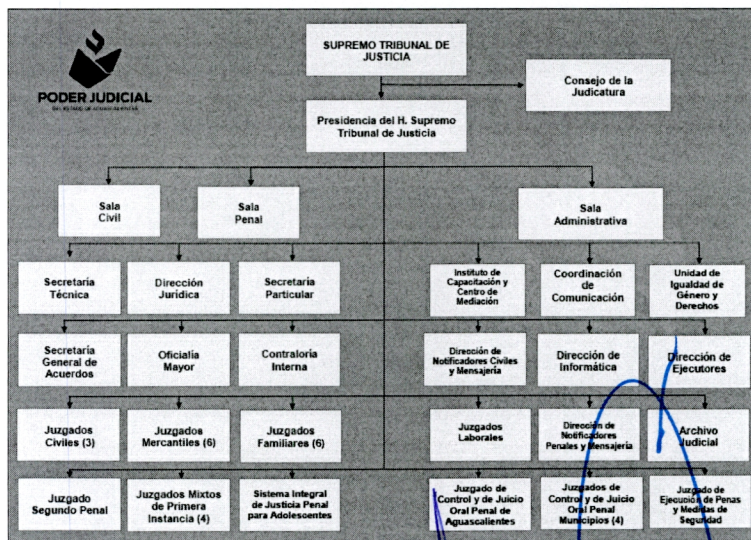 SUPREMO TRIBUNAL DE
JUSTICIA
Consejo de la
Judicatura
PODER JUDICIAL
DEL ESTADO DE AGUASCALIENTES
Presidencia del H. Supremo
Tribunal de Justicia
Sala
Civil
Sala
Penal
Sala
Administrativa
Secretaría
Técnica
Dirección
Jurídica
Secretaria
Particular
Instituto de
Capacitación y
Centro de
Mediación
Coordinación
de
Comunicación
Unidad de
Igualdad de
Género y
Derechos
Secretaría
General de
Acuerdos
Oficialía
Mayor
Contraloría
Interna
Dirección de
Notificadores Civiles
y Mensajería
Dirección de
Informática
Dirección de
Ejecutores
Juzgados
Civiles (3)
Juzgados
Mercantiles (6)
Juzgados
Familiares (6)
Juzgados
Laborales
Dirección de
Notificadores
Penales y Mensajería
Archivo
Judicial
Juzgado
Segundo Penal
Juzgados Mixtos
de Primera
Instancia (4)
Sistema Integral
de Justicia Penal
para Adolescentes
Juzgado de
Control y de Juicio
Oral Penal de
Aguascalientes
Juzgados de
Control y de Juicio
Oral Penal
Municipios (4)
Juzgado de
Ejecución de Penas
y Medidas de
Seguridad